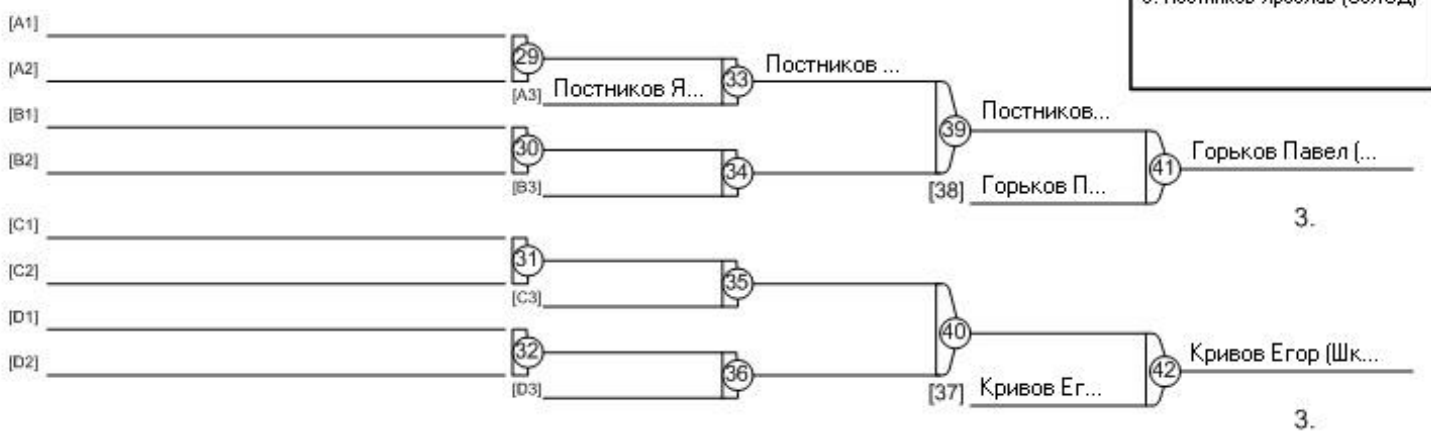 [A1]
[A2]
29
[A3] Постников Я...
33
Постников ...
[B1]
[B2]
30
[B3]
34
39
Постников...
[38] Горьков П...
41
Горьков Павел (...
3.
[C1]
[C2]
31
[C3]
35
[D1]
[D2]
32
[D3]
36
40
[37] Кривов Ег...
42
Кривов Егор (Шк...
3.